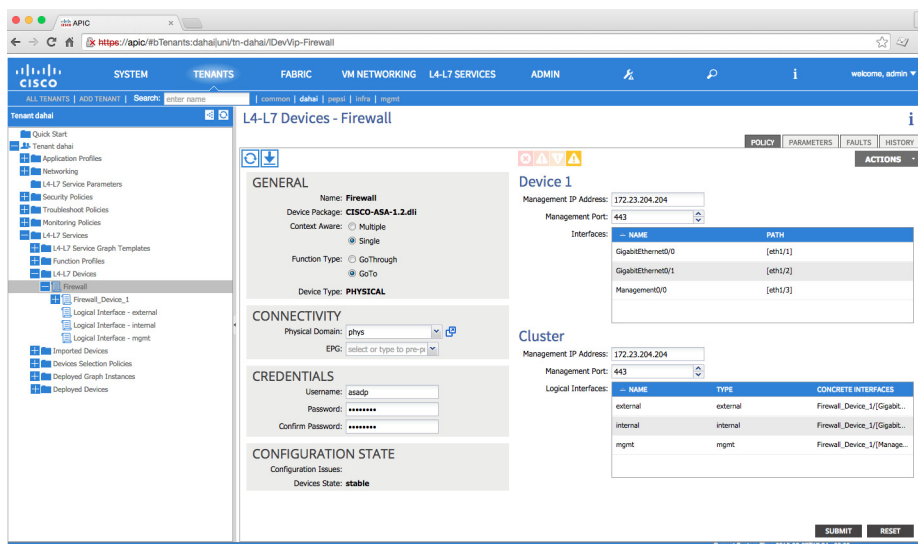 APIC
https://apic/#bTenants:dahai|uni/tn-dahai/lDevVip-Firewall
CISCO
SYSTEM TENANTS FABRIC VM NETWORKING L4-L7 SERVICES ADMIN i welcome, admin
ALL TENANTS | ADD TENANT | Search: enter name | common | dahai | pepsi | infra | mgmt
Tenant dahai
Quick Start
Tenant dahai
Application Profiles
Networking
L4-L7 Service Parameters
Security Policies
Troubleshoot Policies
Monitoring Policies
L4-L7 Services
L4-L7 Service Graph Templates
Function Profiles
L4-L7 Devices
Firewall
Firewall_Device_1
Logical Interface - external
Logical Interface - internal
Logical Interface - mgmt
Imported Devices
Devices Selection Policies
Deployed Graph Instances
Deployed Devices
L4-L7 Devices - Firewall
i
POLICY PARAMETERS FAULTS HISTORY
ACTIONS
GENERAL
Name: Firewall
Device Package: CISCO-ASA-1.2.dli
Context Aware: Multiple
Single
Function Type: GoThrough
GoTo
Device Type: PHYSICAL
CONNECTIVITY
Physical Domain: phys
EPG: select or type to pre-p
CREDENTIALS
Username: asadp
Password: ••••••••
Confirm Password: ••••••••
CONFIGURATION STATE
Configuration Issues:
Devices State: stable
Device 1
Management IP Address: 172.23.204.204
Management Port: 443
Interfaces:
NAME PATH
GigabitEthernet0/0 [eth1/1]
GigabitEthernet0/1 [eth1/2]
Management0/0 [eth1/3]
Cluster
Management IP Address: 172.23.204.204
Management Port: 443
Logical Interfaces:
NAME TYPE CONCRETE INTERFACES
external external Firewall_Device_1/[Gigabit...
internal internal Firewall_Device_1/[Gigabit...
mgmt mgmt Firewall_Device_1/[Manage...
SUBMIT RESET